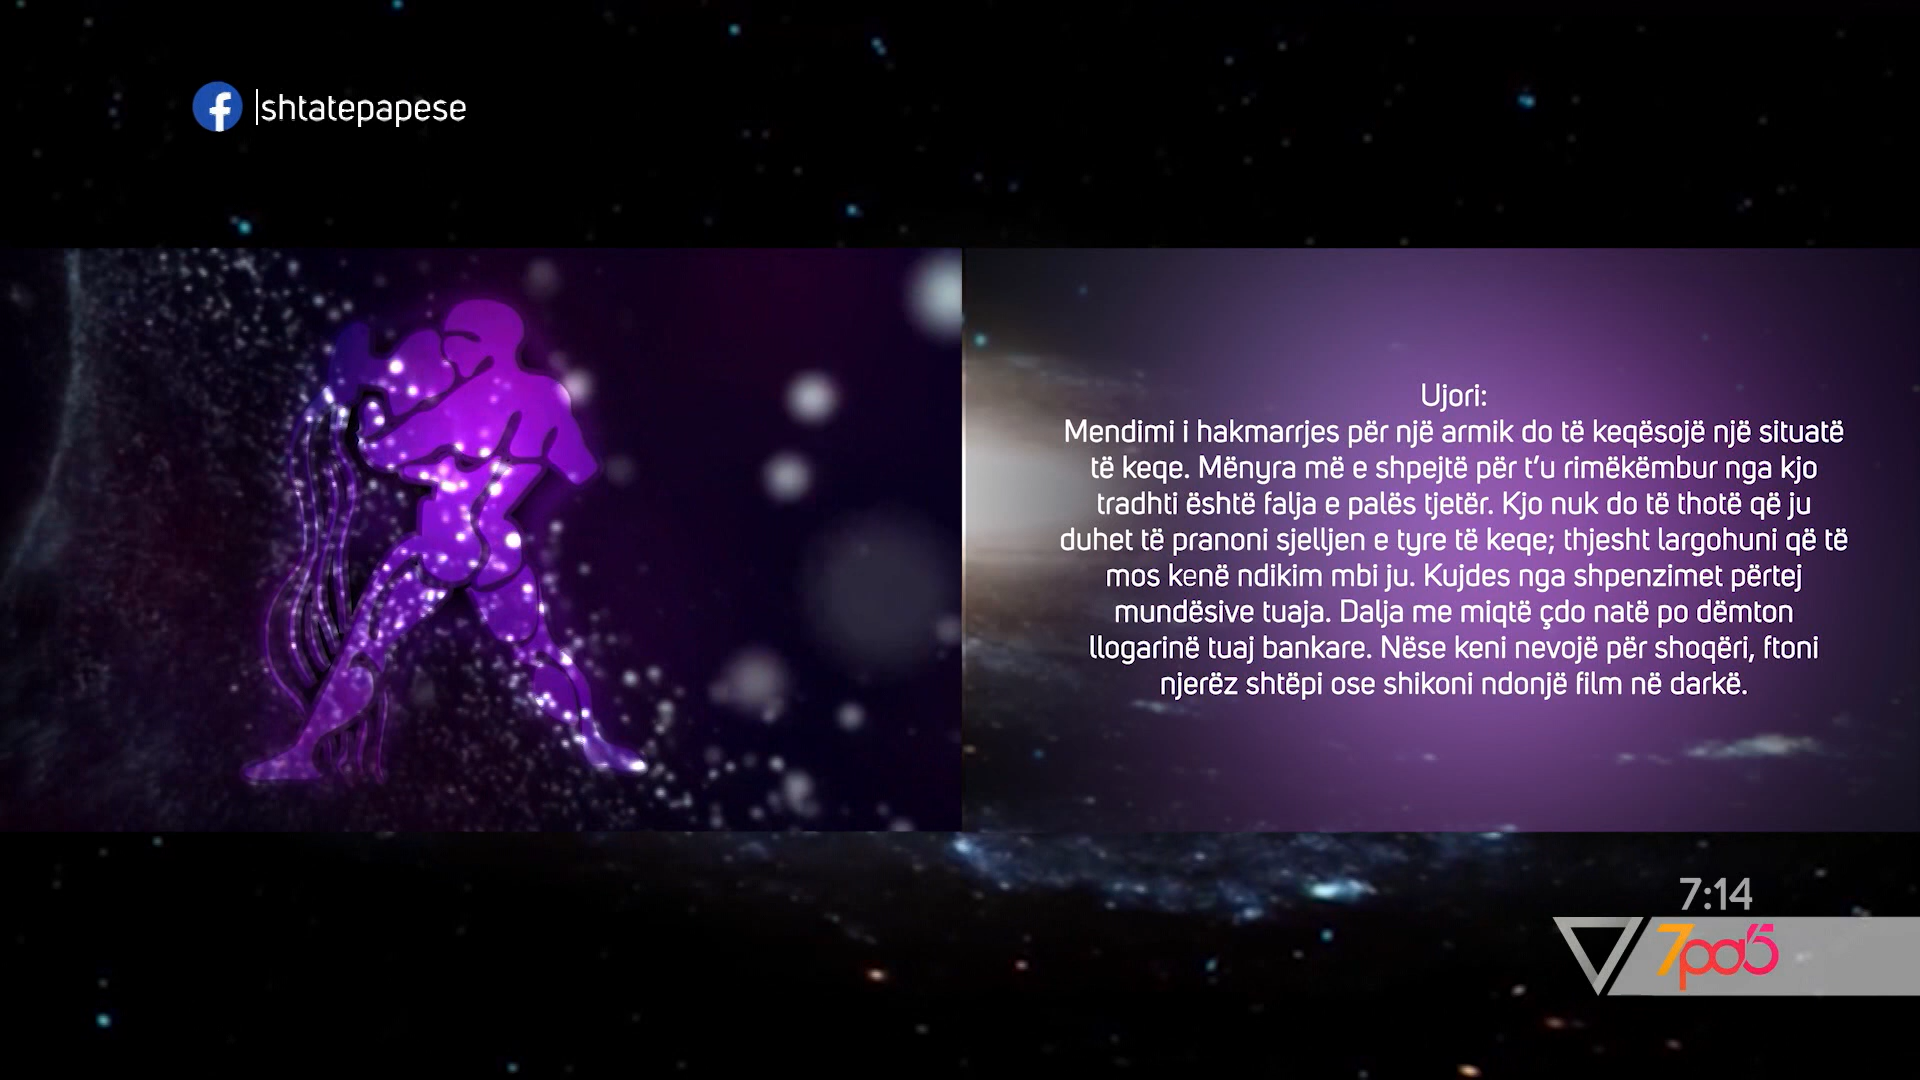 shtatepapese
Ujori:
Mendimi i hakmarrjes për një armik do të keqësojë një situatë
të keqe. Mënyra më e shpejtë për t’u rimëkëmbur nga kjo
tradhti është falja e palës tjetër. Kjo nuk do të thotë që ju
duhet të pranoni sjelljen e tyre të keqe; thjesht largohuni që të
mos kenë ndikim mbi ju. Kujdes nga shpenzimet përtej
mundësive tuaja. Dalja me miqtë çdo natë po dëmton
llogarinë tuaj bankare. Nëse keni nevojë për shoqëri, ftoni
njerëz shtëpi ose shikoni ndonjë film në darkë.
7:14
7pa5